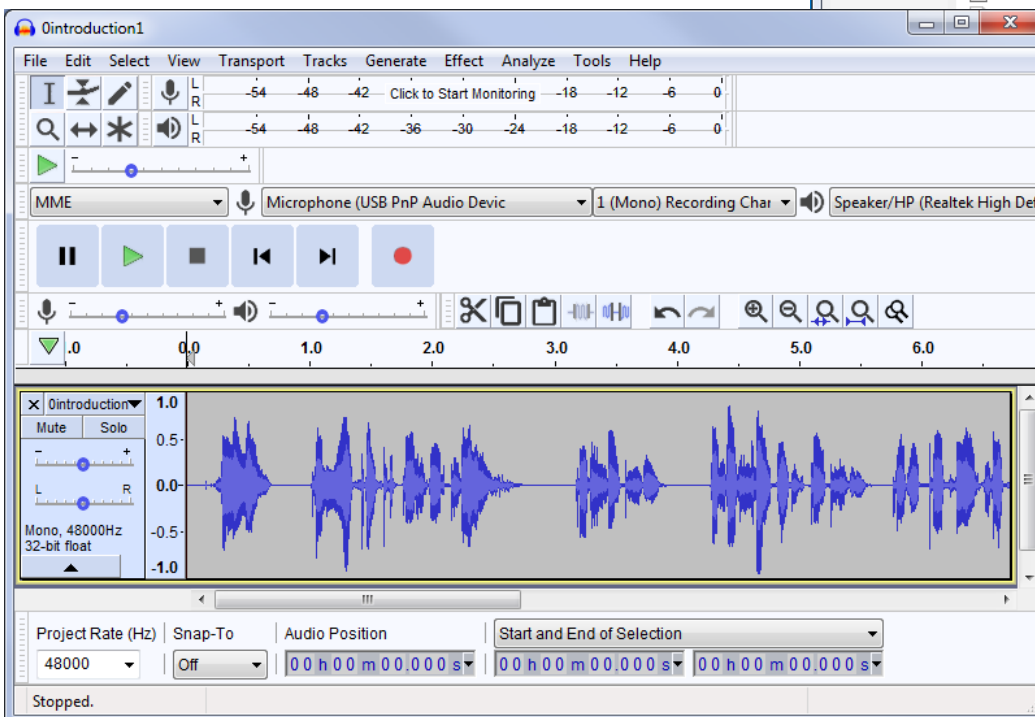 0introduction1
File Edit Select View Transport Tracks Generate Effect Analyze Tools Help
L
R
-54 -48 -42 Click to Start Monitoring -18 -12 -6 0
L
R
-54 -48 -42 -36 -30 -24 -18 -12 -6 0
- +
MME Microphone (USB PnP Audio Devic 1 (Mono) Recording Chai Speaker/HP (Realtek High Def
- + - +
.0 0.0 1.0 2.0 3.0 4.0 5.0 6.0
X 0introduction
Mute Solo
- +
L R
Mono, 48000Hz
32-bit float
1.0
0.5-
0.0-
-0.5-
-1.0
Project Rate (Hz) Snap-To Audio Position Start and End of Selection
48000 Off 00 h 00 m 00.000 s 00 h 00 m 00.000 s 00 h 00 m 00.000 s
Stopped.